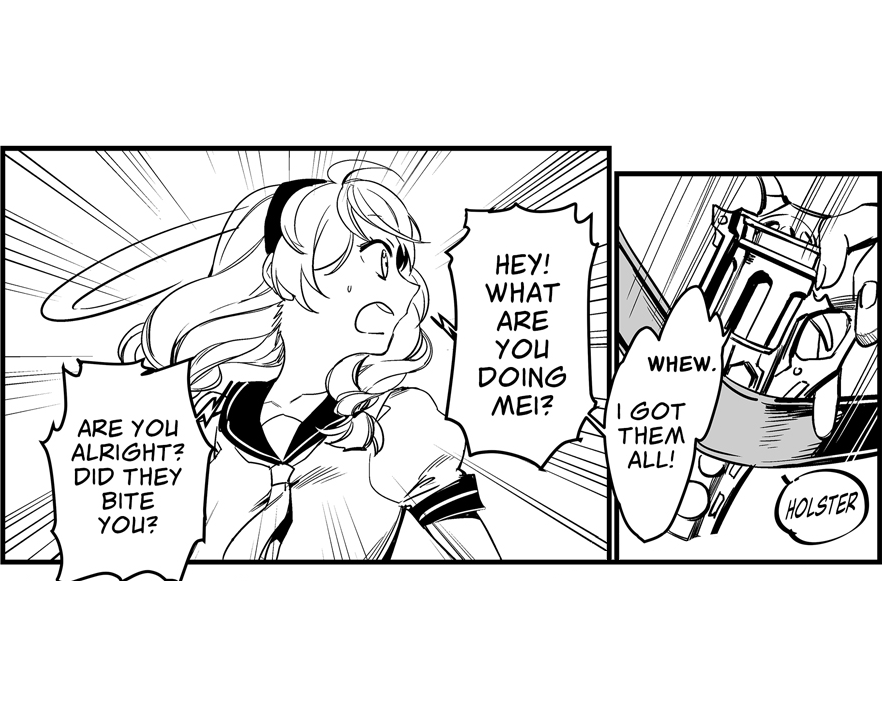 WHEW.
I GOT
THEM
ALL!
HOLSTER
HEY!
WHAT
ARE
YOU
DOING
MEI?
ARE YOU
ALRIGHT?
DID THEY
BITE
YOU?